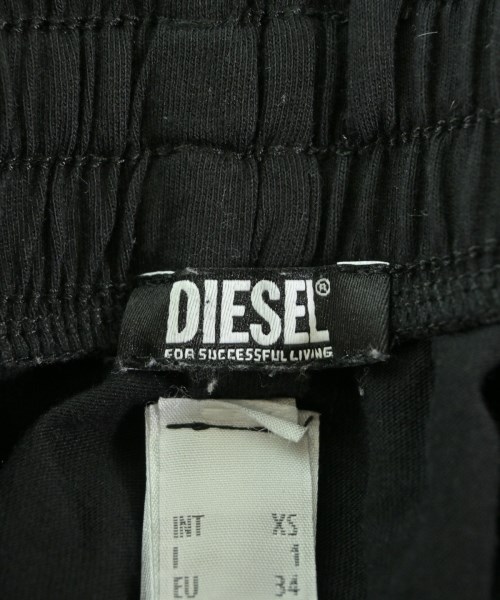 DIESEL®
FOR SUCCESSFUL LIVING
INT XS
I 1
EU 34